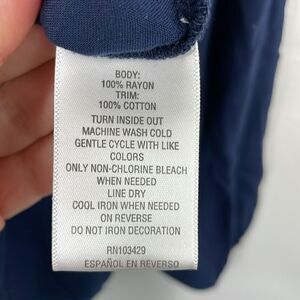 BODY:
100% RAYON
TRIM:
100% COTTON
TURN INSIDE OUT
MACHINE WASH COLD
GENTLE CYCLE WITH LIKE
COLORS
ONLY NON-CHLORINE BLEACH
WHEN NEEDED
LINE DRY
COOL IRON WHEN NEEDED
ON REVERSE
DO NOT IRON DECORATION
RN103429
ESPAÑOL EN REVERSO